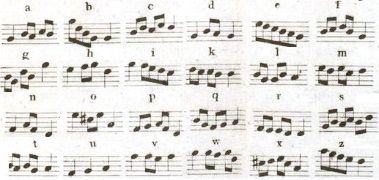 a b c d e f
g h i k l m
n o p q r s
t u v w x z